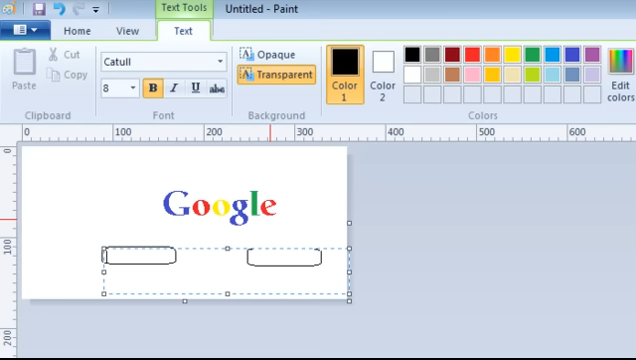 Text Tools
Untitled - Paint
Home
View
Text
Paste
Cut
Copy
Clipboard
Catull
8
B
I
U
abc
Font
Opaque
Transparent
Background
Color
1
Color
2
Colors
Edit
colors
0
100
200
300
400
500
600
0
100
200
Google